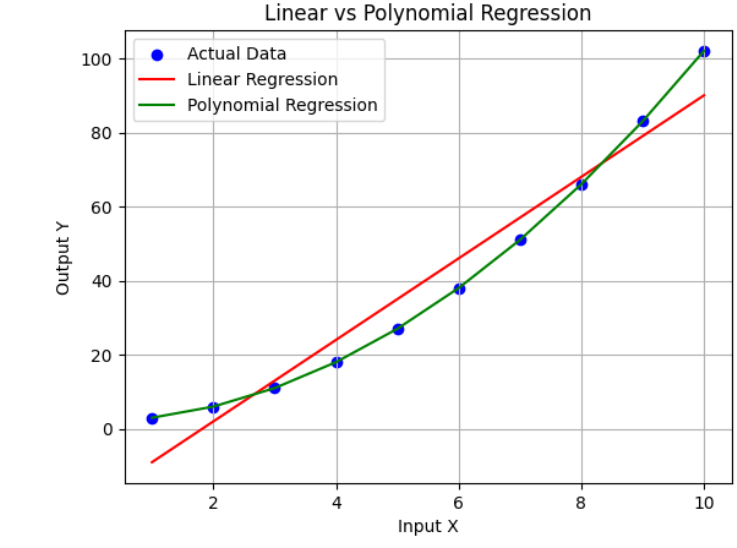 Linear vs Polynomial Regression
Actual Data
Linear Regression
Polynomial Regression
100
80
60
40
20
0
Output Y
2 4 6 8 10
Input X